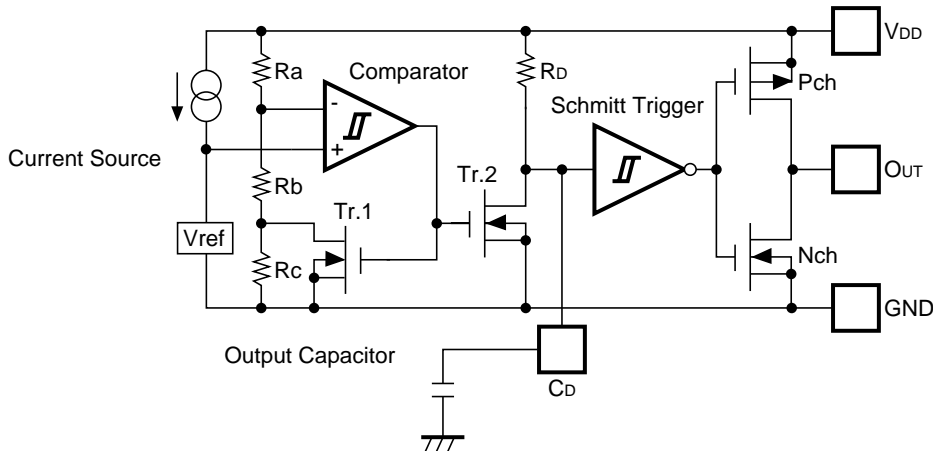 VDD
Ra
Comparator
RD
Pch
Schmitt Trigger
-
+
Current Source
OUT
Rb
Tr.2
Tr.1
Vref
Rc
Nch
GND
Output Capacitor
CD